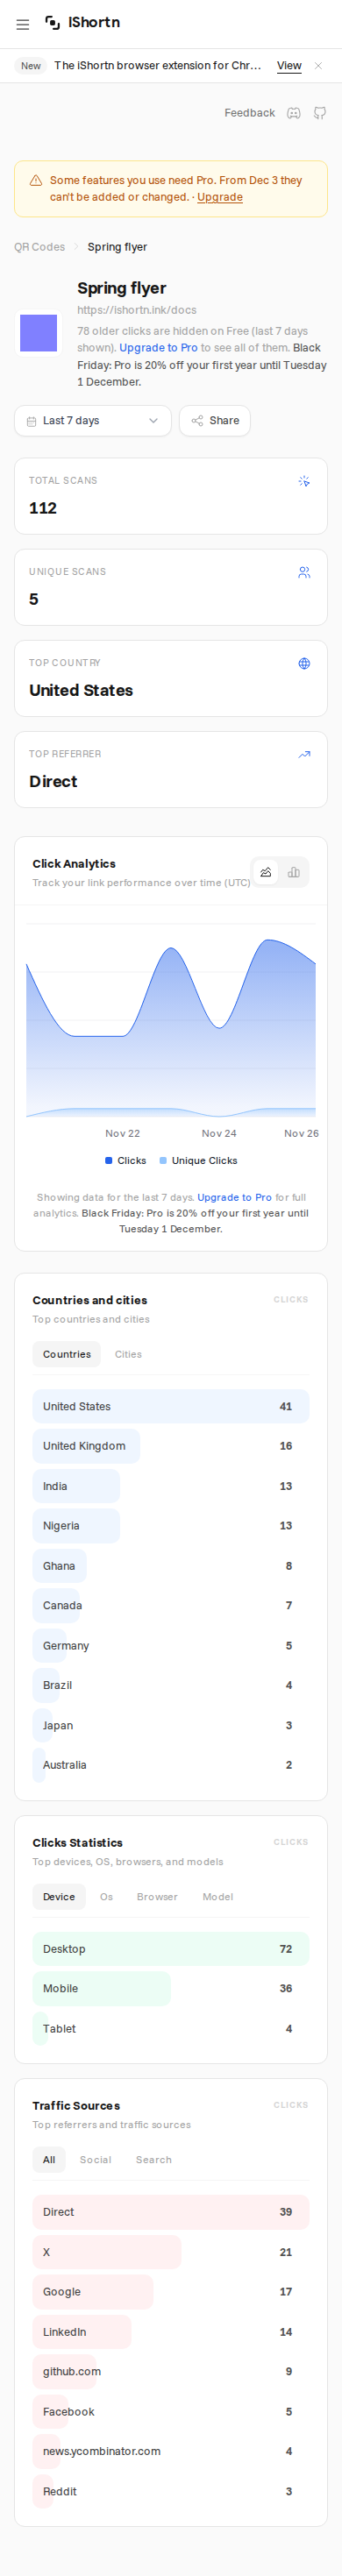 IShortn
New The iShortn browser extension for Chr... View
Feedback
Some features you use need Pro. From Dec 3 they
can't be added or changed. · Upgrade
QR Codes Spring flyer
Spring flyer
https://ishortn.ink/docs
78 older clicks are hidden on Free (last 7 days
shown). Upgrade to Pro to see all of them. Black
Friday: Pro is 20% off your first year until Tuesday
1 December.
Last 7 days Share
TOTAL SCANS
112
UNIQUE SCANS
5
TOP COUNTRY
United States
TOP REFERRER
Direct
Click Analytics
Track your link performance over time (UTC)
Nov 22 Nov 24 Nov 26
Clicks Unique Clicks
Showing data for the last 7 days. Upgrade to Pro for full
analytics. Black Friday: Pro is 20% off your first year until
Tuesday 1 December.
Countries and cities CLICKS
Top countries and cities
Countries Cities
United States 41
United Kingdom 16
India 13
Nigeria 13
Ghana 8
Canada 7
Germany 5
Brazil 4
Japan 3
Australia 2
Clicks Statistics CLICKS
Top devices, OS, browsers, and models
Device Os Browser Model
Desktop 72
Mobile 36
Tablet 4
Traffic Sources CLICKS
Top referrers and traffic sources
All Social Search
Direct 39
X 21
Google 17
LinkedIn 14
github.com 9
Facebook 5
news.ycombinator.com 4
Reddit 3